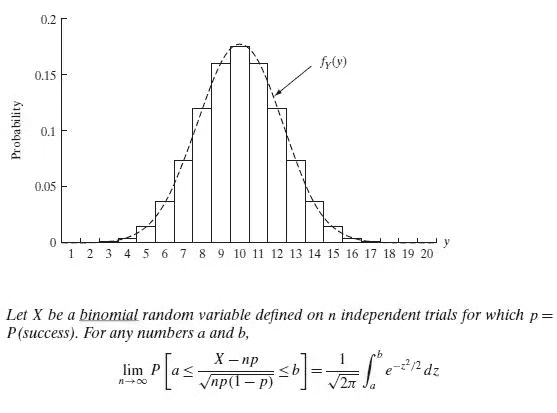 0.2
fY(y)
0.15
Probability
0.1
0.05
0
y
1 2 3 4 5 6 7 8 9 10 11 12 13 14 15 16 17 18 19 20
Let X be a binomial random variable defined on n independent trials for which p =
P(success). For any numbers a and b,
lim n→∞ P [a ≤ (X − np)/√(np(1 − p)) ≤ b] = 1/√(2π) ∫_a^b e^(−z²/2) dz